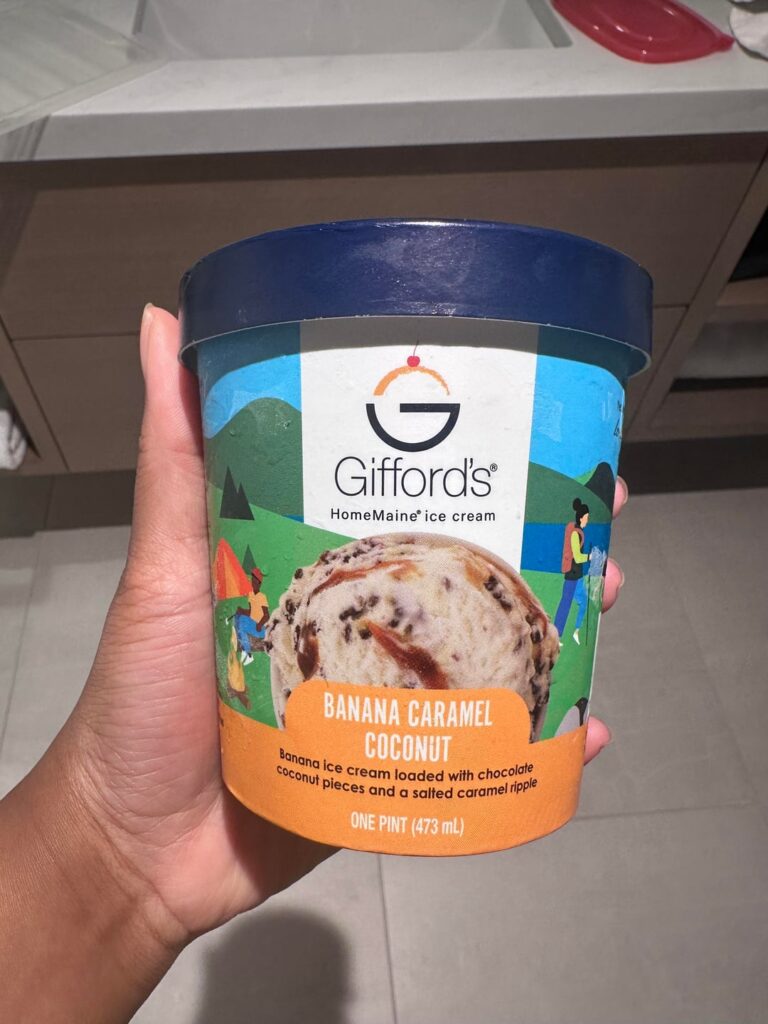 Gifford's®
HomeMaine® ice cream
BANANA CARAMEL
COCONUT
Banana ice cream loaded with chocolate
coconut pieces and a salted caramel ripple
ONE PINT (473 mL)